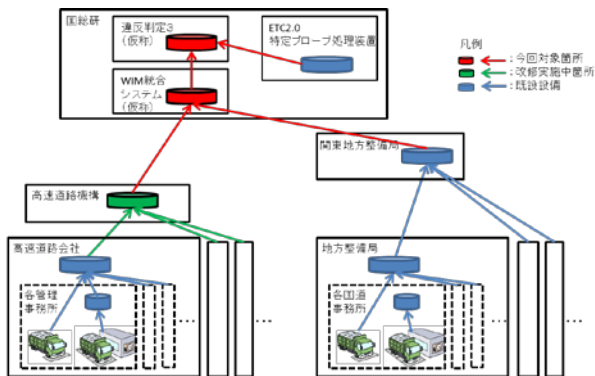 国総研
違反判定3
（仮称）
ETC2.0
特定プローブ処理装置
WIM統合
システム
（仮称）
凡例
：今回対象箇所
：改修実施中箇所
：既設設備
関東地方整備局
高速道路機構
高速道路会社
各管理
事務所
…
…
地方整備局
各国道
事務所
…
…